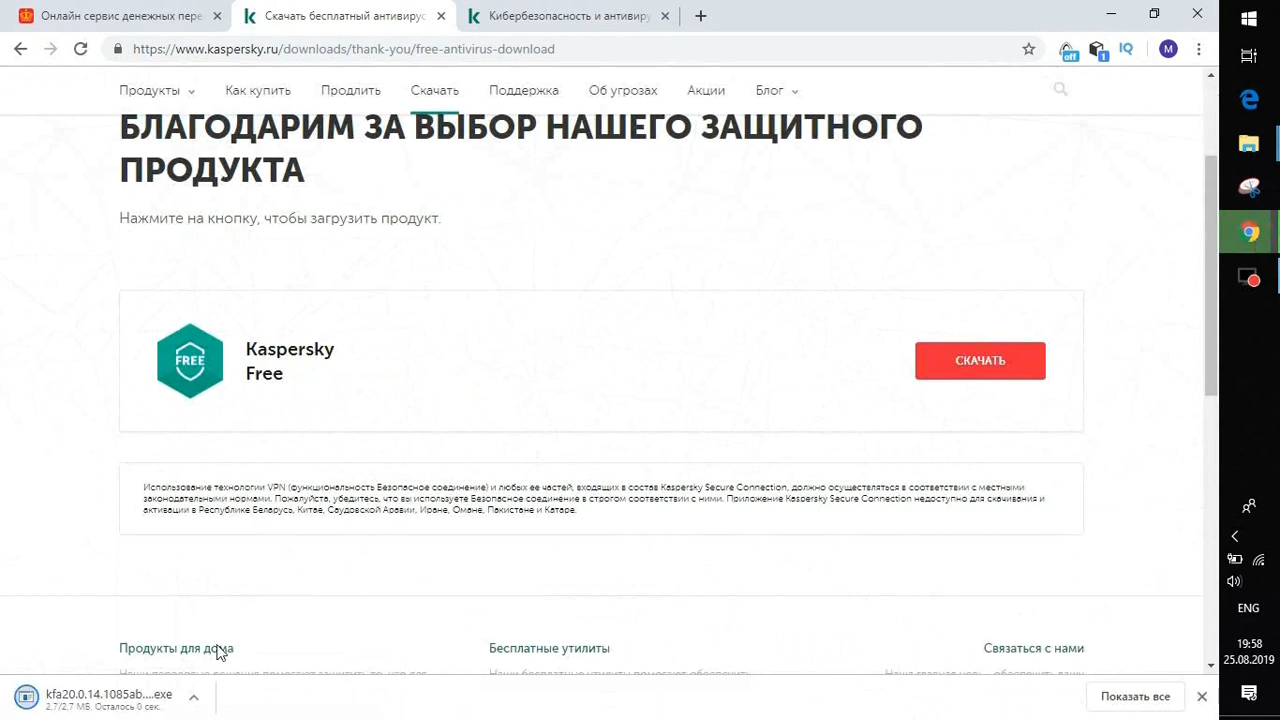 Онлайн сервис денежных пере
Скачать бесплатный антивирус
Кибербезопасность и антивиру
https://www.kaspersky.ru/downloads/thank-you/free-antivirus-download
off
1
IQ
M
Продукты
Как купить
Продлить
Скачать
Поддержка
Об угрозах
Акции
Блог
БЛАГОДАРИМ ЗА ВЫБОР НАШЕГО ЗАЩИТНОГО
ПРОДУКТА
Нажмите на кнопку, чтобы загрузить продукт.
FREE
Kaspersky
Free
СКАЧАТЬ
Использование технологии VPN (функциональность Безопасное соединение) и любых ее частей, входящих в состав Kaspersky Secure Connection, должно осуществляться в соответствии с местными
законодательными нормами. Пожалуйста, убедитесь, что вы используете Безопасное соединение в строгом соответствии с ними. Приложение Kaspersky Secure Connection недоступно для скачивания и
активации в Республике Беларусь, Китае, Саудовской Аравии, Иране, Омане, Пакистане и Катаре.
Продукты для дома
Бесплатные утилиты
Связаться с нами
kfa20.0.14.1085ab....exe
2.7/2.7 МБ, Осталось 0 сек.
Показать все
ENG
19:58
25.08.2019